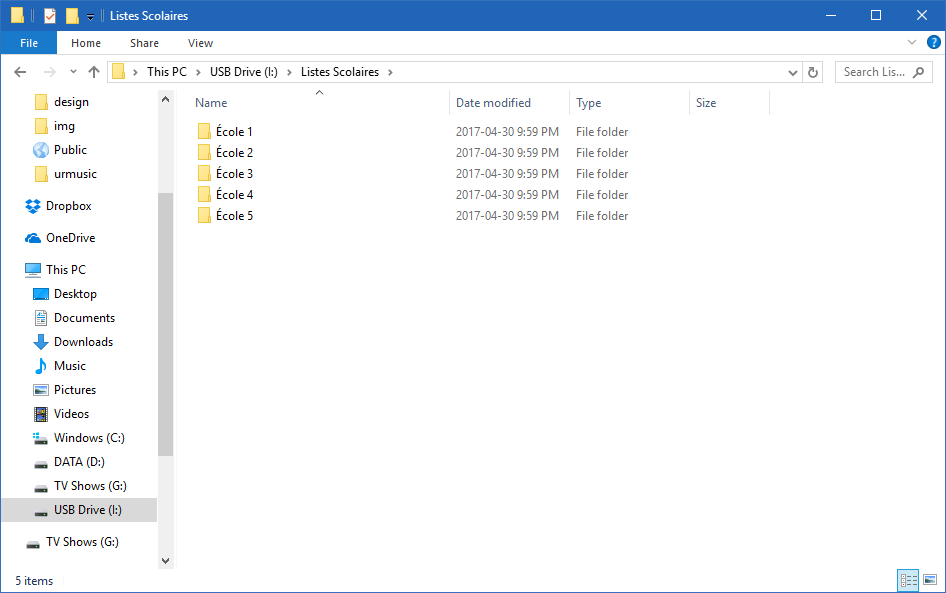 Listes Scolaires
File Home Share View
This PC USB Drive (I:) Listes Scolaires Search Lis...
Name Date modified Type Size
École 1 2017-04-30 9:59 PM File folder
École 2 2017-04-30 9:59 PM File folder
École 3 2017-04-30 9:59 PM File folder
École 4 2017-04-30 9:59 PM File folder
École 5 2017-04-30 9:59 PM File folder
design
img
Public
urmusic
Dropbox
OneDrive
This PC
Desktop
Documents
Downloads
Music
Pictures
Videos
Windows (C:)
DATA (D:)
TV Shows (G:)
USB Drive (I:)
TV Shows (G:)
5 items